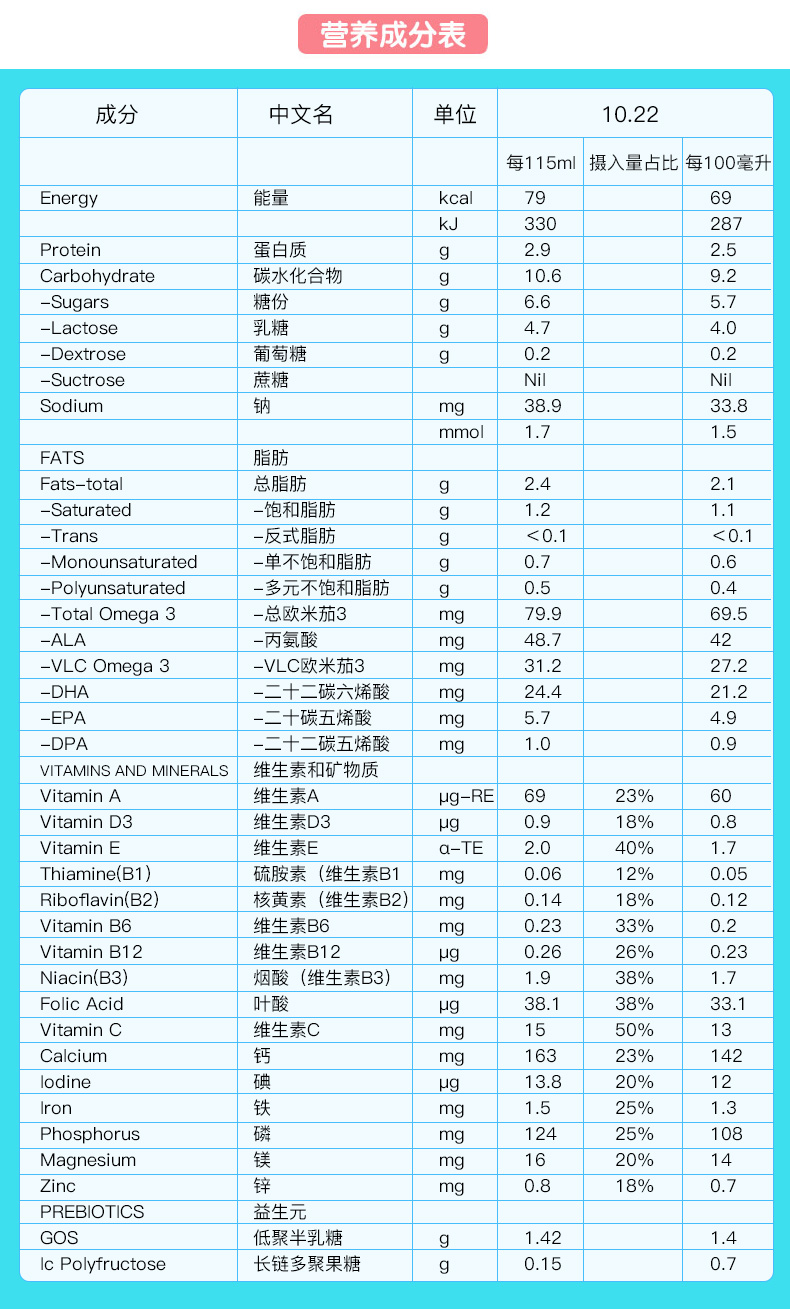 营养成分表
成分 中文名 单位 10.22
每115ml 摄入量占比 每100毫升
Energy 能量 kcal 79 69
kJ 330 287
Protein 蛋白质 g 2.9 2.5
Carbohydrate 碳水化合物 g 10.6 9.2
-Sugars 糖份 g 6.6 5.7
-Lactose 乳糖 g 4.7 4.0
-Dextrose 葡萄糖 g 0.2 0.2
-Suctrose 蔗糖 Nil Nil
Sodium 钠 mg 38.9 33.8
mmol 1.7 1.5
FATS 脂肪
Fats-total 总脂肪 g 2.4 2.1
-Saturated -饱和脂肪 g 1.2 1.1
-Trans -反式脂肪 g <0.1 <0.1
-Monounsaturated -单不饱和脂肪 g 0.7 0.6
-Polyunsaturated -多元不饱和脂肪 g 0.5 0.4
-Total Omega 3 -总欧米茄3 mg 79.9 69.5
-ALA -丙氨酸 mg 48.7 42
-VLC Omega 3 -VLC欧米茄3 mg 31.2 27.2
-DHA -二十二碳六烯酸 mg 24.4 21.2
-EPA -二十碳五烯酸 mg 5.7 4.9
-DPA -二十二碳五烯酸 mg 1.0 0.9
VITAMINS AND MINERALS 维生素和矿物质
Vitamin A 维生素A μg-RE 69 23% 60
Vitamin D3 维生素D3 μg 0.9 18% 0.8
Vitamin E 维生素E α-TE 2.0 40% 1.7
Thiamine(B1) 硫胺素（维生素B1 mg 0.06 12% 0.05
Riboflavin(B2) 核黄素（维生素B2) mg 0.14 18% 0.12
Vitamin B6 维生素B6 mg 0.23 33% 0.2
Vitamin B12 维生素B12 μg 0.26 26% 0.23
Niacin(B3) 烟酸（维生素B3） mg 1.9 38% 1.7
Folic Acid 叶酸 μg 38.1 38% 33.1
Vitamin C 维生素C mg 15 50% 13
Calcium 钙 mg 163 23% 142
Iodine 碘 μg 13.8 20% 12
Iron 铁 mg 1.5 25% 1.3
Phosphorus 磷 mg 124 25% 108
Magnesium 镁 mg 16 20% 14
Zinc 锌 mg 0.8 18% 0.7
PREBIOTICS 益生元
GOS 低聚半乳糖 g 1.42 1.4
Ic Polyfructose 长链多聚果糖 g 0.15 0.7